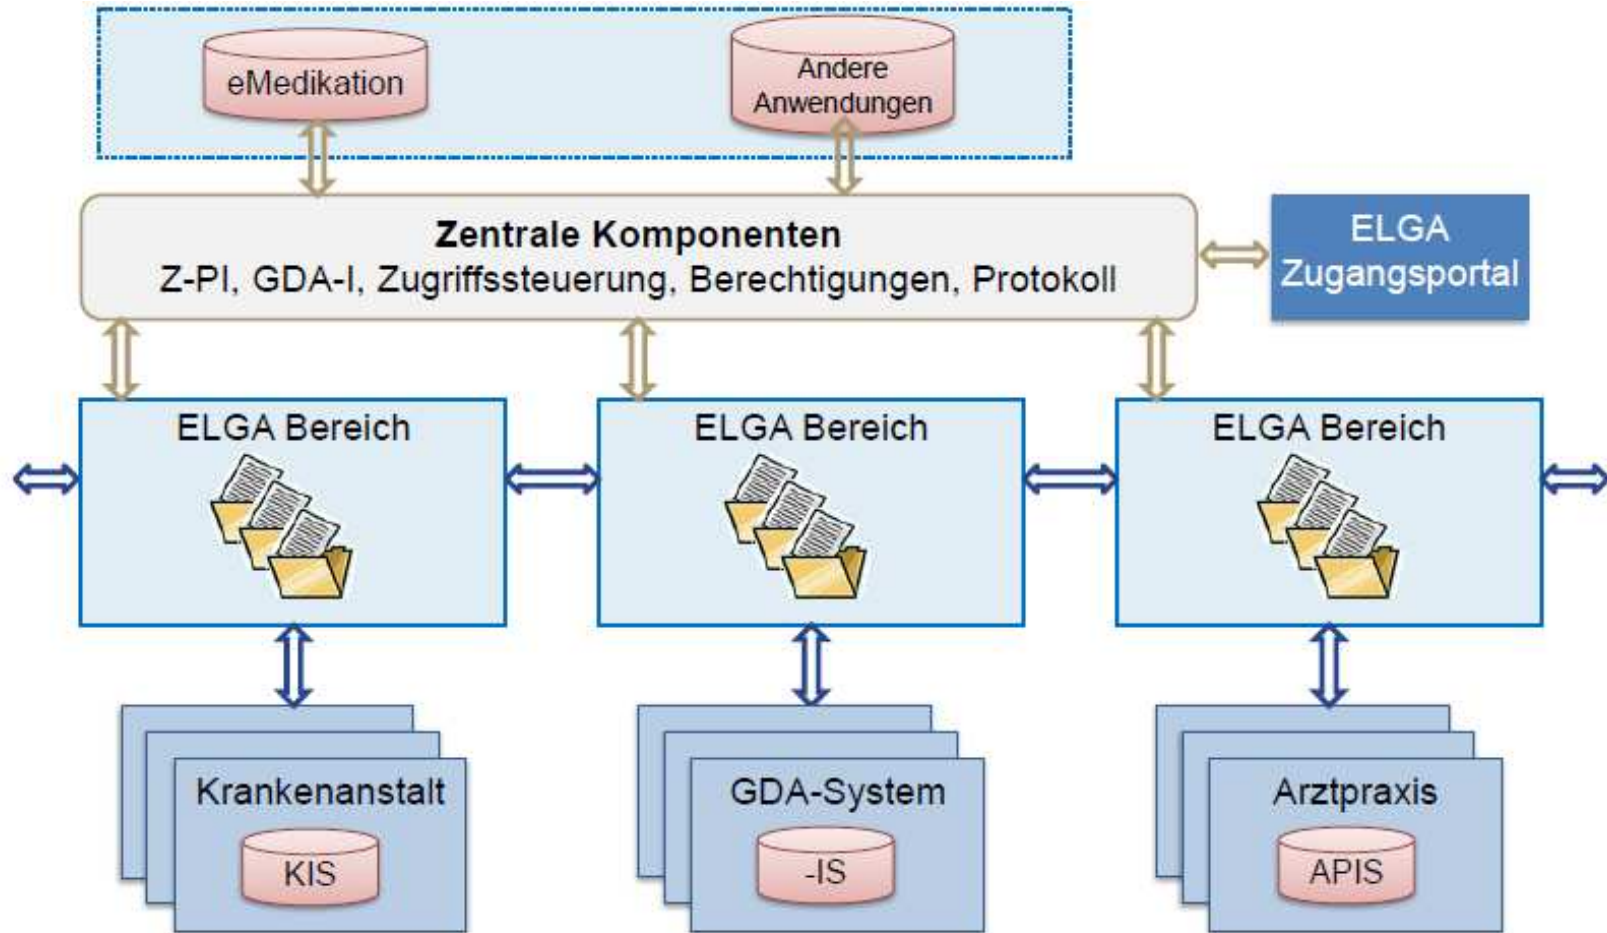 eMedikation
Andere
Anwendungen
Zentrale Komponenten
Z-PI, GDA-I, Zugriffssteuerung, Berechtigungen, Protokoll
ELGA
Zugangsportal
ELGA Bereich
ELGA Bereich
ELGA Bereich
Krankenanstalt
KIS
GDA-System
-IS
Arztpraxis
APIS